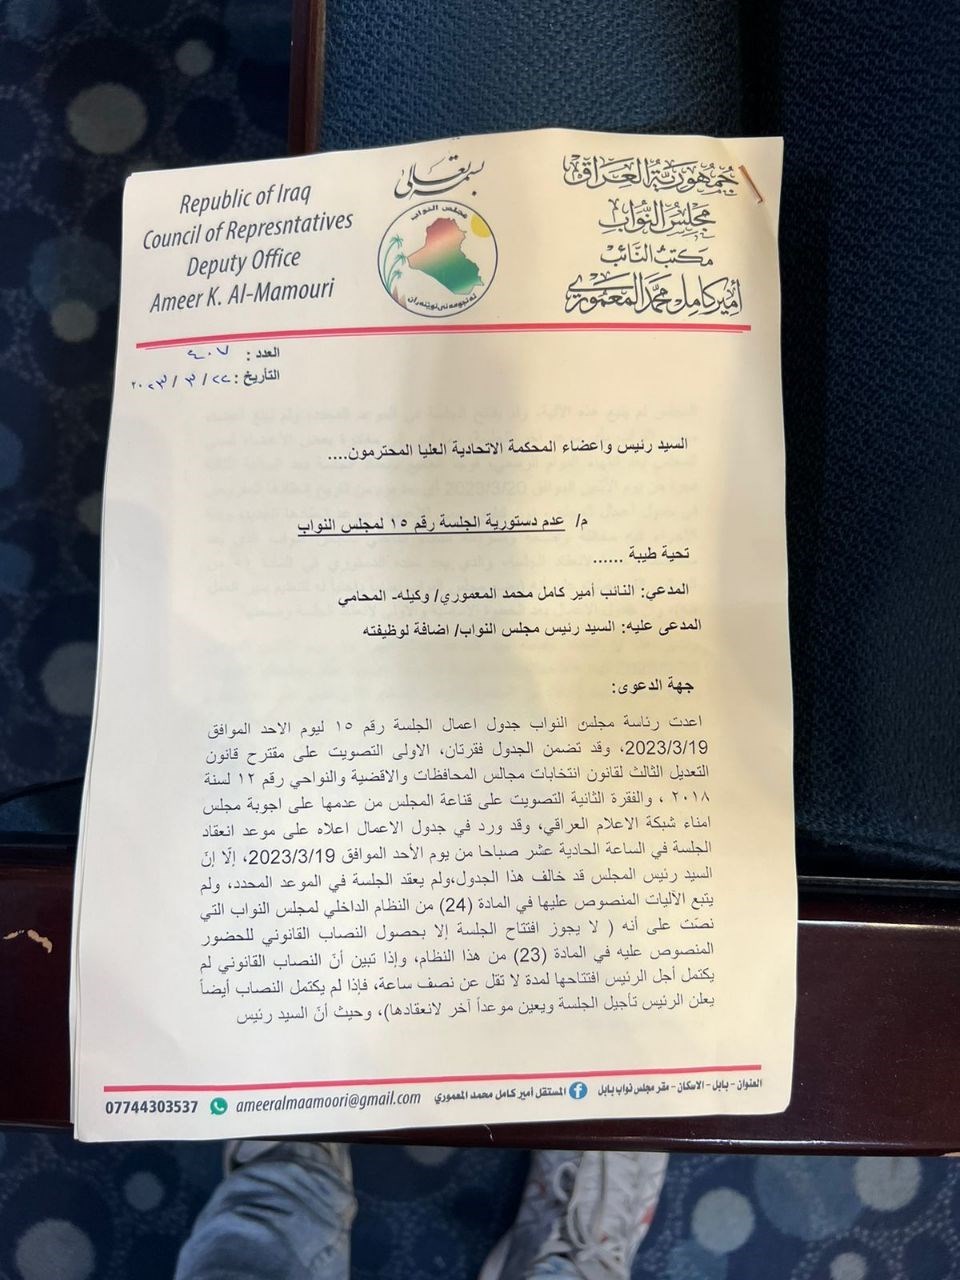 Republic of Iraq
Council of Represntatives
Deputy Office
Ameer K. Al-Mamouri
بسمه تعالى
مجلس النواب
ئەنجومەنی نوێنەران
جمهورية العراق
مجلس النواب
مكتب النائب
أمير كامل محمد المعموري
العدد : ٤٠٧
التأريخ : ٢٢ / ٣ / ٢٠٢٣
السيد رئيس واعضاء المحكمة الاتحادية العليا المحترمون....
م/ عدم دستورية الجلسة رقم ١٥ لمجلس النواب
تحية طيبة ......
المدعي: النائب أمير كامل محمد المعموري/ وكيله- المحامي
المدعى عليه: السيد رئيس مجلس النواب/ اضافة لوظيفته
جهة الدعوى:
اعدت رئاسة مجلس النواب جدول اعمال الجلسة رقم ١٥ ليوم الاحد الموافق
2023/3/19، وقد تضمن الجدول فقرتان، الاولى التصويت على مقترح قانون
التعديل الثالث لقانون انتخابات مجالس المحافظات والاقضية والنواحي رقم ١٢ لسنة
٢٠١٨ ، والفقرة الثانية التصويت على قناعة المجلس من عدمها على اجوبة مجلس
امناء شبكة الاعلام العراقي، وقد ورد في جدول الاعمال اعلاه على موعد انعقاد
الجلسة في الساعة الحادية عشر صباحا من يوم الأحد الموافق 2023/3/19، إلّا إنّ
السيد رئيس المجلس قد خالف هذا الجدول،ولم يعقد الجلسة في الموعد المحدد، ولم
يتبع الآليات المنصوص عليها في المادة (24) من النظام الداخلي لمجلس النواب التي
نصّت على أنه ( لا يجوز افتتاح الجلسة إلا بحصول النصاب القانوني للحضور
المنصوص عليه في المادة (23) من هذا النظام، وإذا تبين أنّ النصاب القانوني لم
يكتمل أجل الرئيس افتتاحها لمدة لا تقل عن نصف ساعة، فإذا لم يكتمل النصاب أيضاً
يعلن الرئيس تأجيل الجلسة ويعين موعداً آخر لانعقادها)، وحيث أنّ السيد رئيس
العنوان - بابل - الاسكان - مقر مجلس نواب بابل
المستقل أمير كامل محمد المعموري
ameeralmaamoori@gmail.com
07744303537